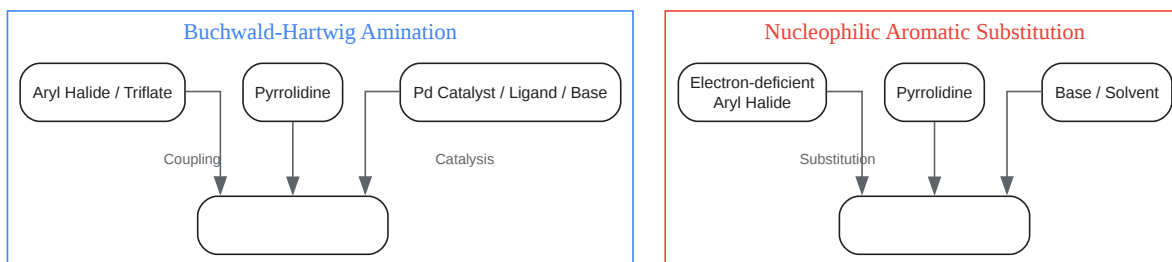 Buchwald-Hartwig Amination
Aryl Halide / Triflate
Pyrrolidine
Pd Catalyst / Ligand / Base
Coupling
Catalysis
Nucleophilic Aromatic Substitution
Electron-deficient
Aryl Halide
Pyrrolidine
Base / Solvent
Substitution